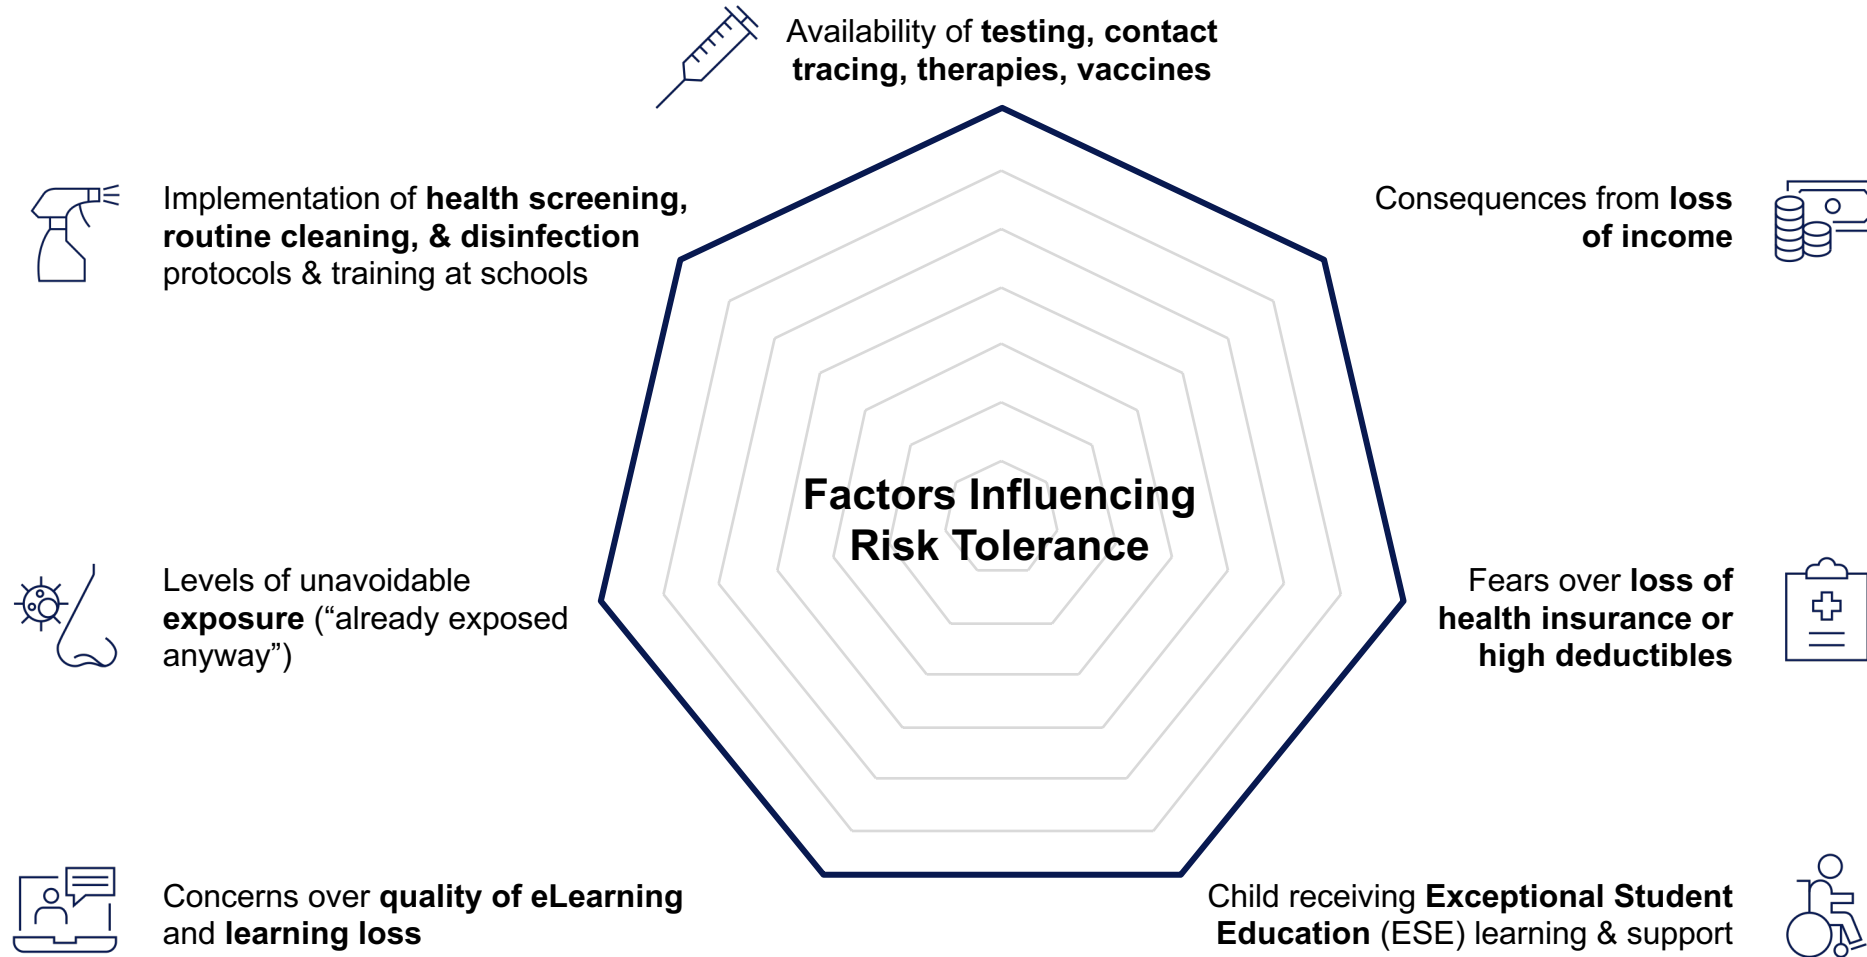 Availability of testing, contact
tracing, therapies, vaccines
Implementation of health screening,
routine cleaning, & disinfection
protocols & training at schools
Consequences from loss
of income
Factors Influencing
Risk Tolerance
Levels of unavoidable
exposure (“already exposed
anyway”)
Fears over loss of
health insurance or
high deductibles
Concerns over quality of eLearning
and learning loss
Child receiving Exceptional Student
Education (ESE) learning & support